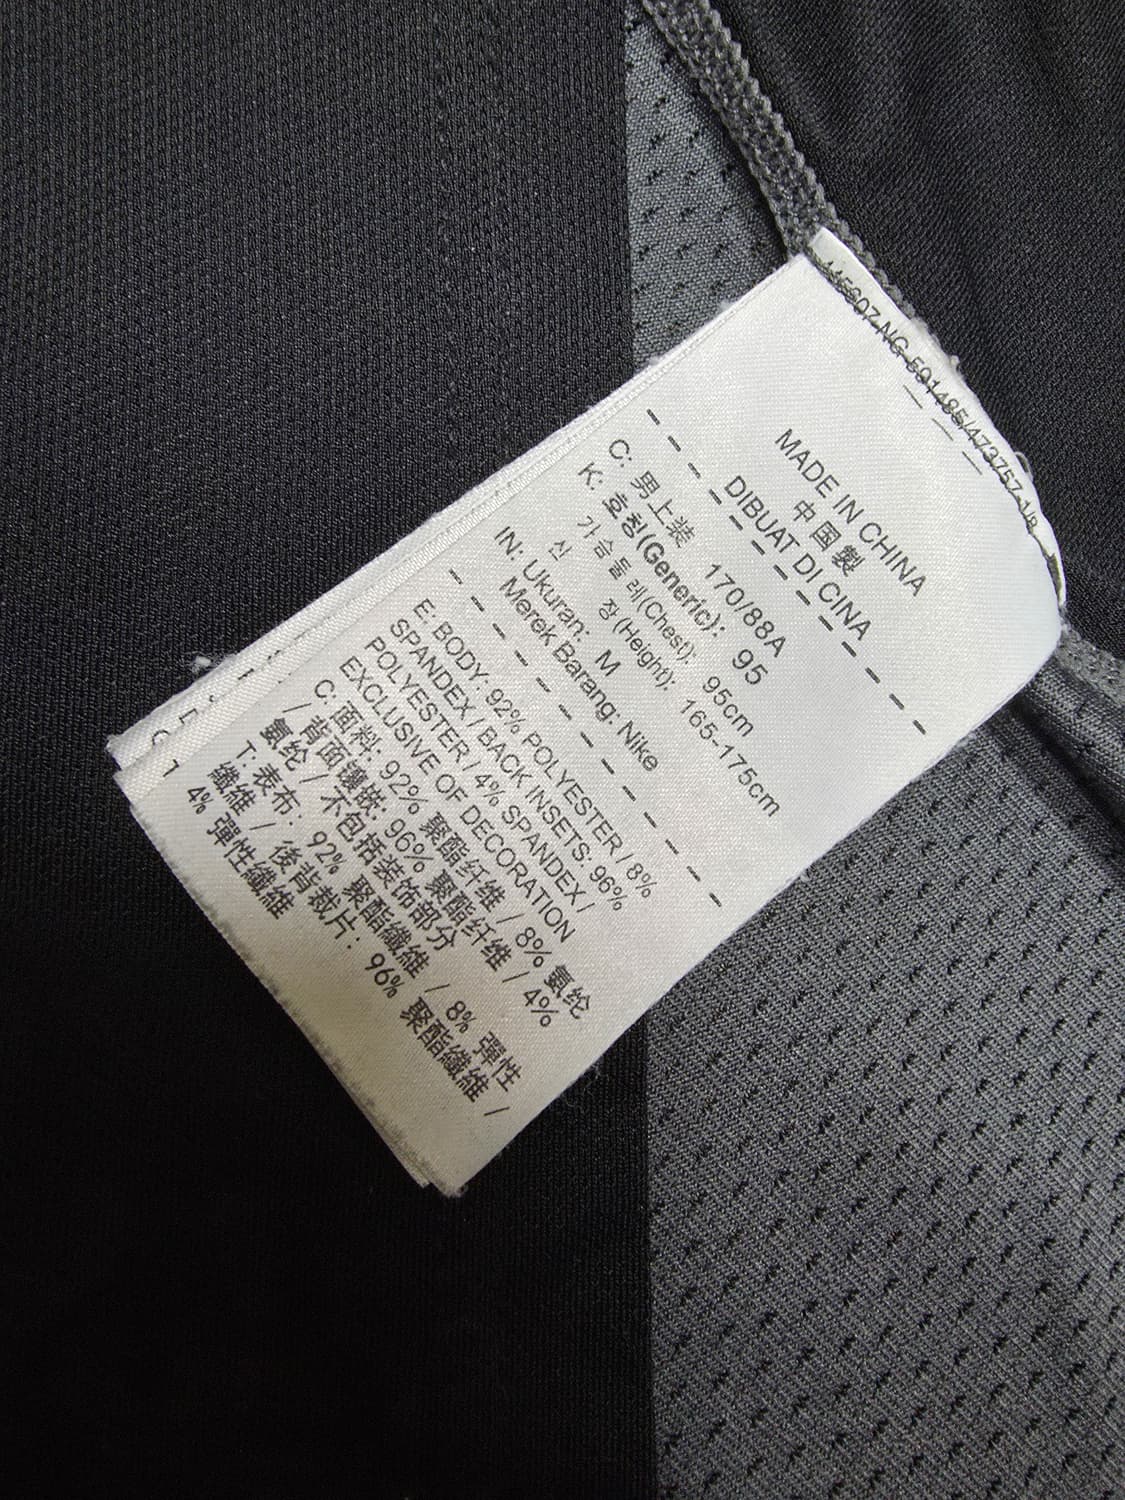 NG 591485/473757-1/8
MADE IN CHINA
中国製
DIBUAT DI CINA
C: 男上装 170/88A
K: 호칭(Generic): 95
가슴둘레(Chest): 95cm
신 장 (Height): 165-175cm
IN: Ukuran: M
Merek Barang: Nike
E: BODY: 92% POLYESTER / 8%
SPANDEX / BACK INSETS: 96%
POLYESTER / 4% SPANDEX /
EXCLUSIVE OF DECORATION
C: 面料: 92% 聚酯纤维 / 8% 氨纶
/ 背面镶嵌: 96% 聚酯纤维 / 4%
氨纶 / 不包括装饰部分
T: 表布: 92% 聚酯纖維 / 8% 彈性
纖維 / 後背裁片: 96% 聚酯纖維 /
4% 彈性纖維